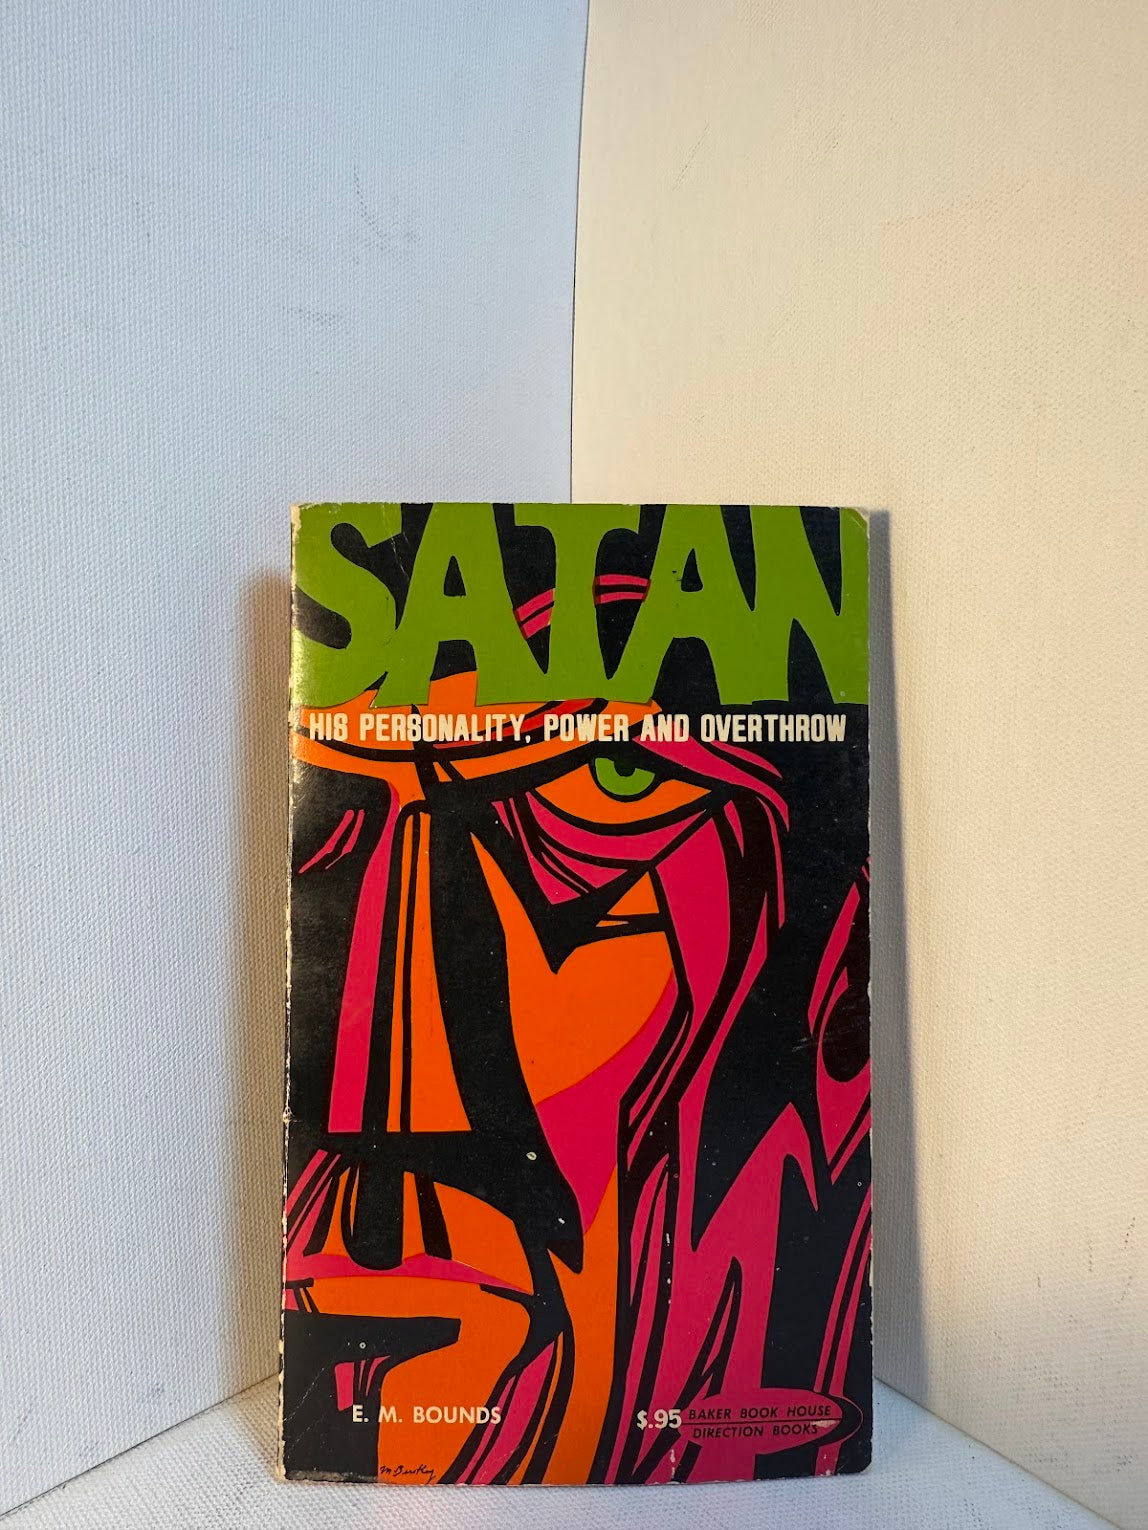 SATAN
HIS PERSONALITY, POWER AND OVERTHROW
E. M. BOUNDS
$.95
BAKER BOOK HOUSE
DIRECTION BOOKS